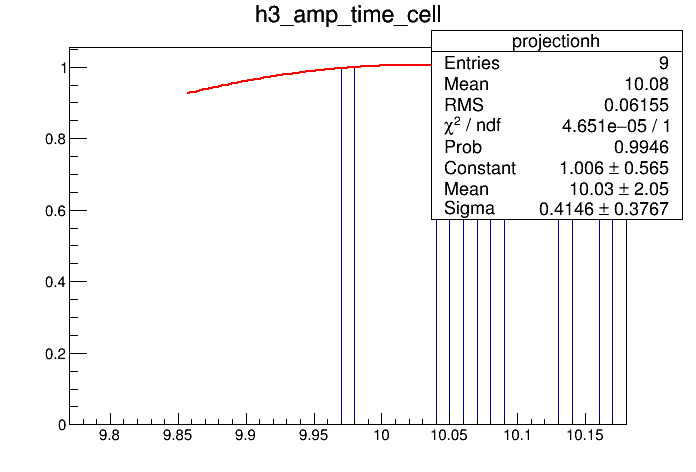 h3_amp_time_cell
projectionh
Entries 9
Mean 10.08
RMS 0.06155
χ² / ndf 4.651e−05 / 1
Prob 0.9946
Constant 1.006 ± 0.565
Mean 10.03 ± 2.05
Sigma 0.4146 ± 0.3767
1
0.8
0.6
0.4
0.2
0
9.8 9.85 9.9 9.95 10 10.05 10.1 10.15